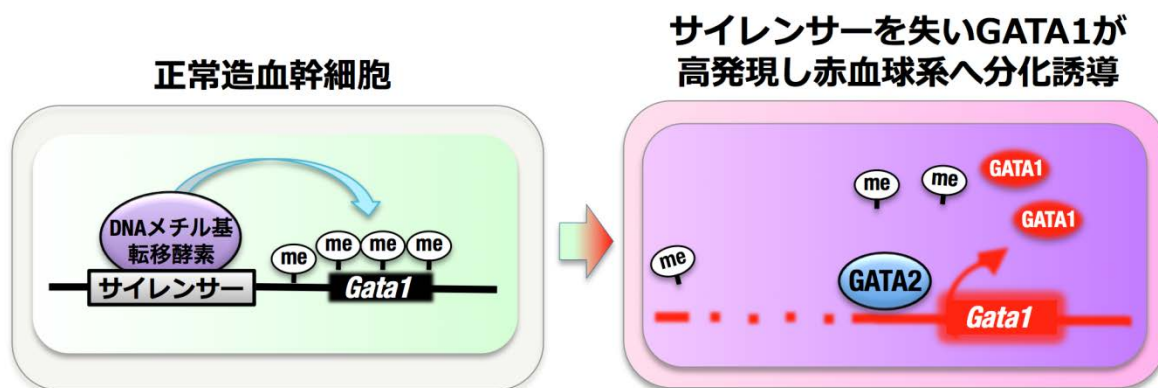 正常造血幹細胞
DNAメチル基
転移酵素
サイレンサー
me
me
me
me
Gata1
サイレンサーを失いGATA1が
高発現し赤血球系へ分化誘導
me
me
me
GATA1
GATA1
GATA2
Gata1